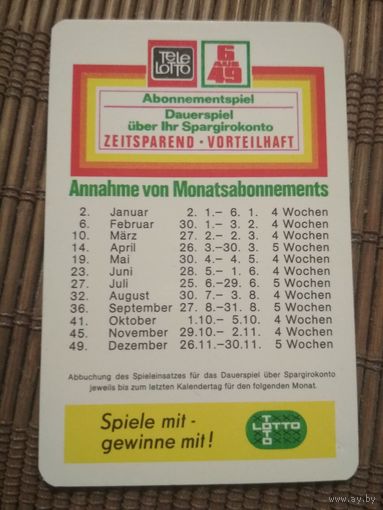 TELE LOTTO
6 AUS 49
Abonnementspiel
Dauerspiel
über Ihr Spargirokonto
ZEITSPAREND · VORTEILHAFT
Annahme von Monatsabonnements
2. Januar 2. 1.– 6. 1. 4 Wochen
6. Februar 30. 1.– 3. 2. 4 Wochen
10. März 27. 2.– 2. 3. 4 Wochen
14. April 26. 3.–30. 3. 5 Wochen
19. Mai 30. 4.– 4. 5. 4 Wochen
23. Juni 28. 5.– 1. 6. 4 Wochen
27. Juli 25. 6.–29. 6. 5 Wochen
32. August 30. 7.– 3. 8. 4 Wochen
36. September 27. 8.–31. 8. 5 Wochen
41. Oktober 1.10.– 5.10. 4 Wochen
45. November 29.10.– 2.11. 4 Wochen
49. Dezember 26.11.–30.11. 5 Wochen
Abbuchung des Spieleinsatzes für das Dauerspiel über Spargirokonto
jeweils bis zum letzten Kalendertag für den folgenden Monat.
Spiele mit -
gewinne mit!
LOTTO
TOTO
www.ay.by